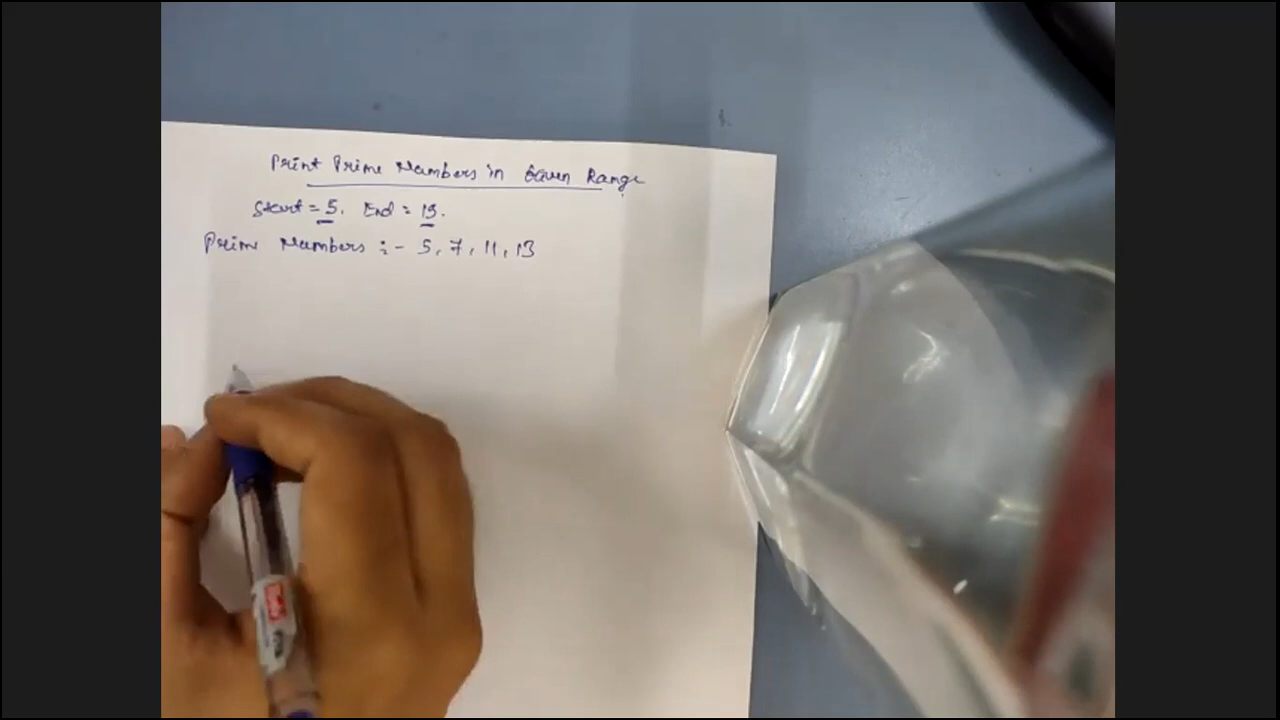 Print Prime Numbers in Given Range
Start = 5. End = 13.
Prime Numbers :- 5, 7, 11, 13